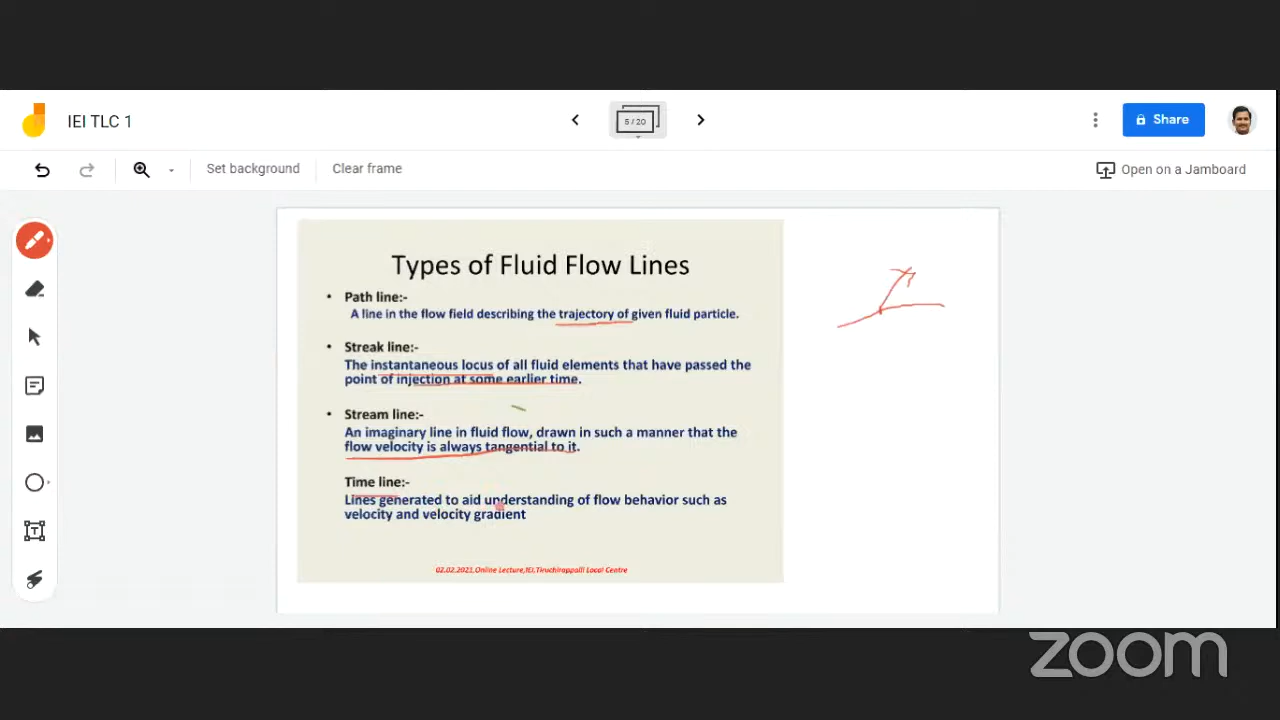 IEI TLC 1
5 / 20
Share
Set background
Clear frame
Open on a Jamboard
Types of Fluid Flow Lines
• Path line:-
A line in the flow field describing the trajectory of given fluid particle.
• Streak line:-
The instantaneous locus of all fluid elements that have passed the
point of injection at some earlier time.
• Stream line:-
An imaginary line in fluid flow, drawn in such a manner that the
flow velocity is always tangential to it.
Time line:-
Lines generated to aid understanding of flow behavior such as
velocity and velocity gradient
02.02.2021,Online Lecture,IEI,Tiruchirappalli Local Centre
zoom